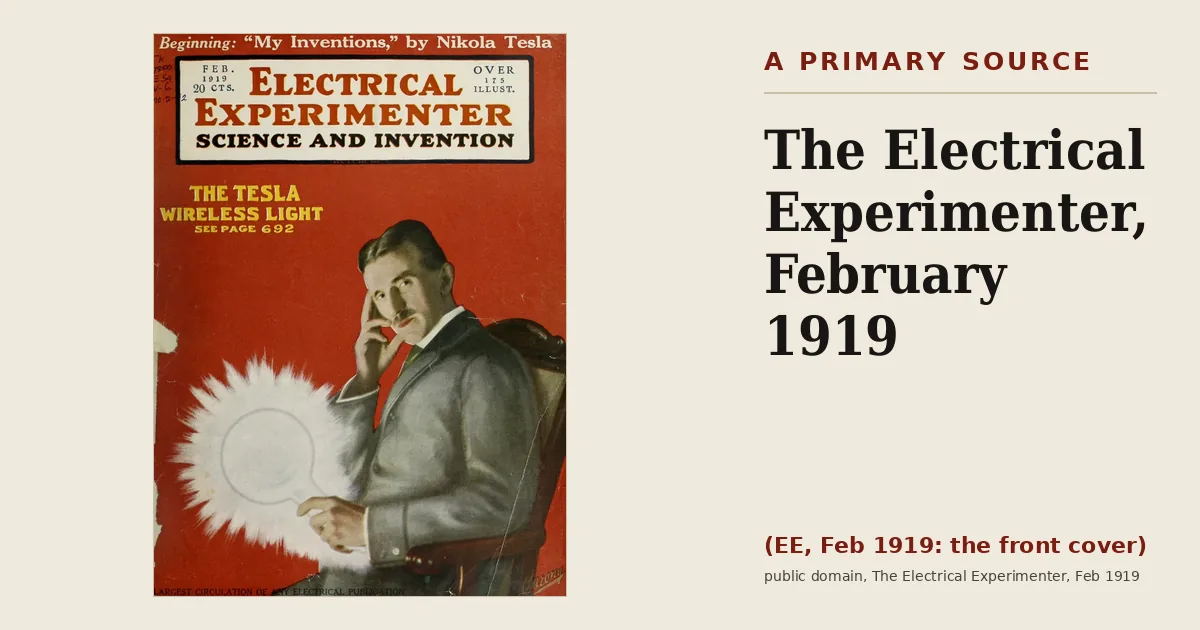 Beginning: “My Inventions,” by Nikola Tesla
FEB.
1919
20 CTS.
ELECTRICAL
EXPERIMENTER
SCIENCE AND INVENTION
OVER
175
ILLUST.
THE TESLA
WIRELESS LIGHT
SEE PAGE 692
LARGEST CIRCULATION OF ANY ELECTRICAL PUBLICATION
A PRIMARY SOURCE
The Electrical
Experimenter,
February
1919
(EE, Feb 1919: the front cover)
public domain, The Electrical Experimenter, Feb 1919